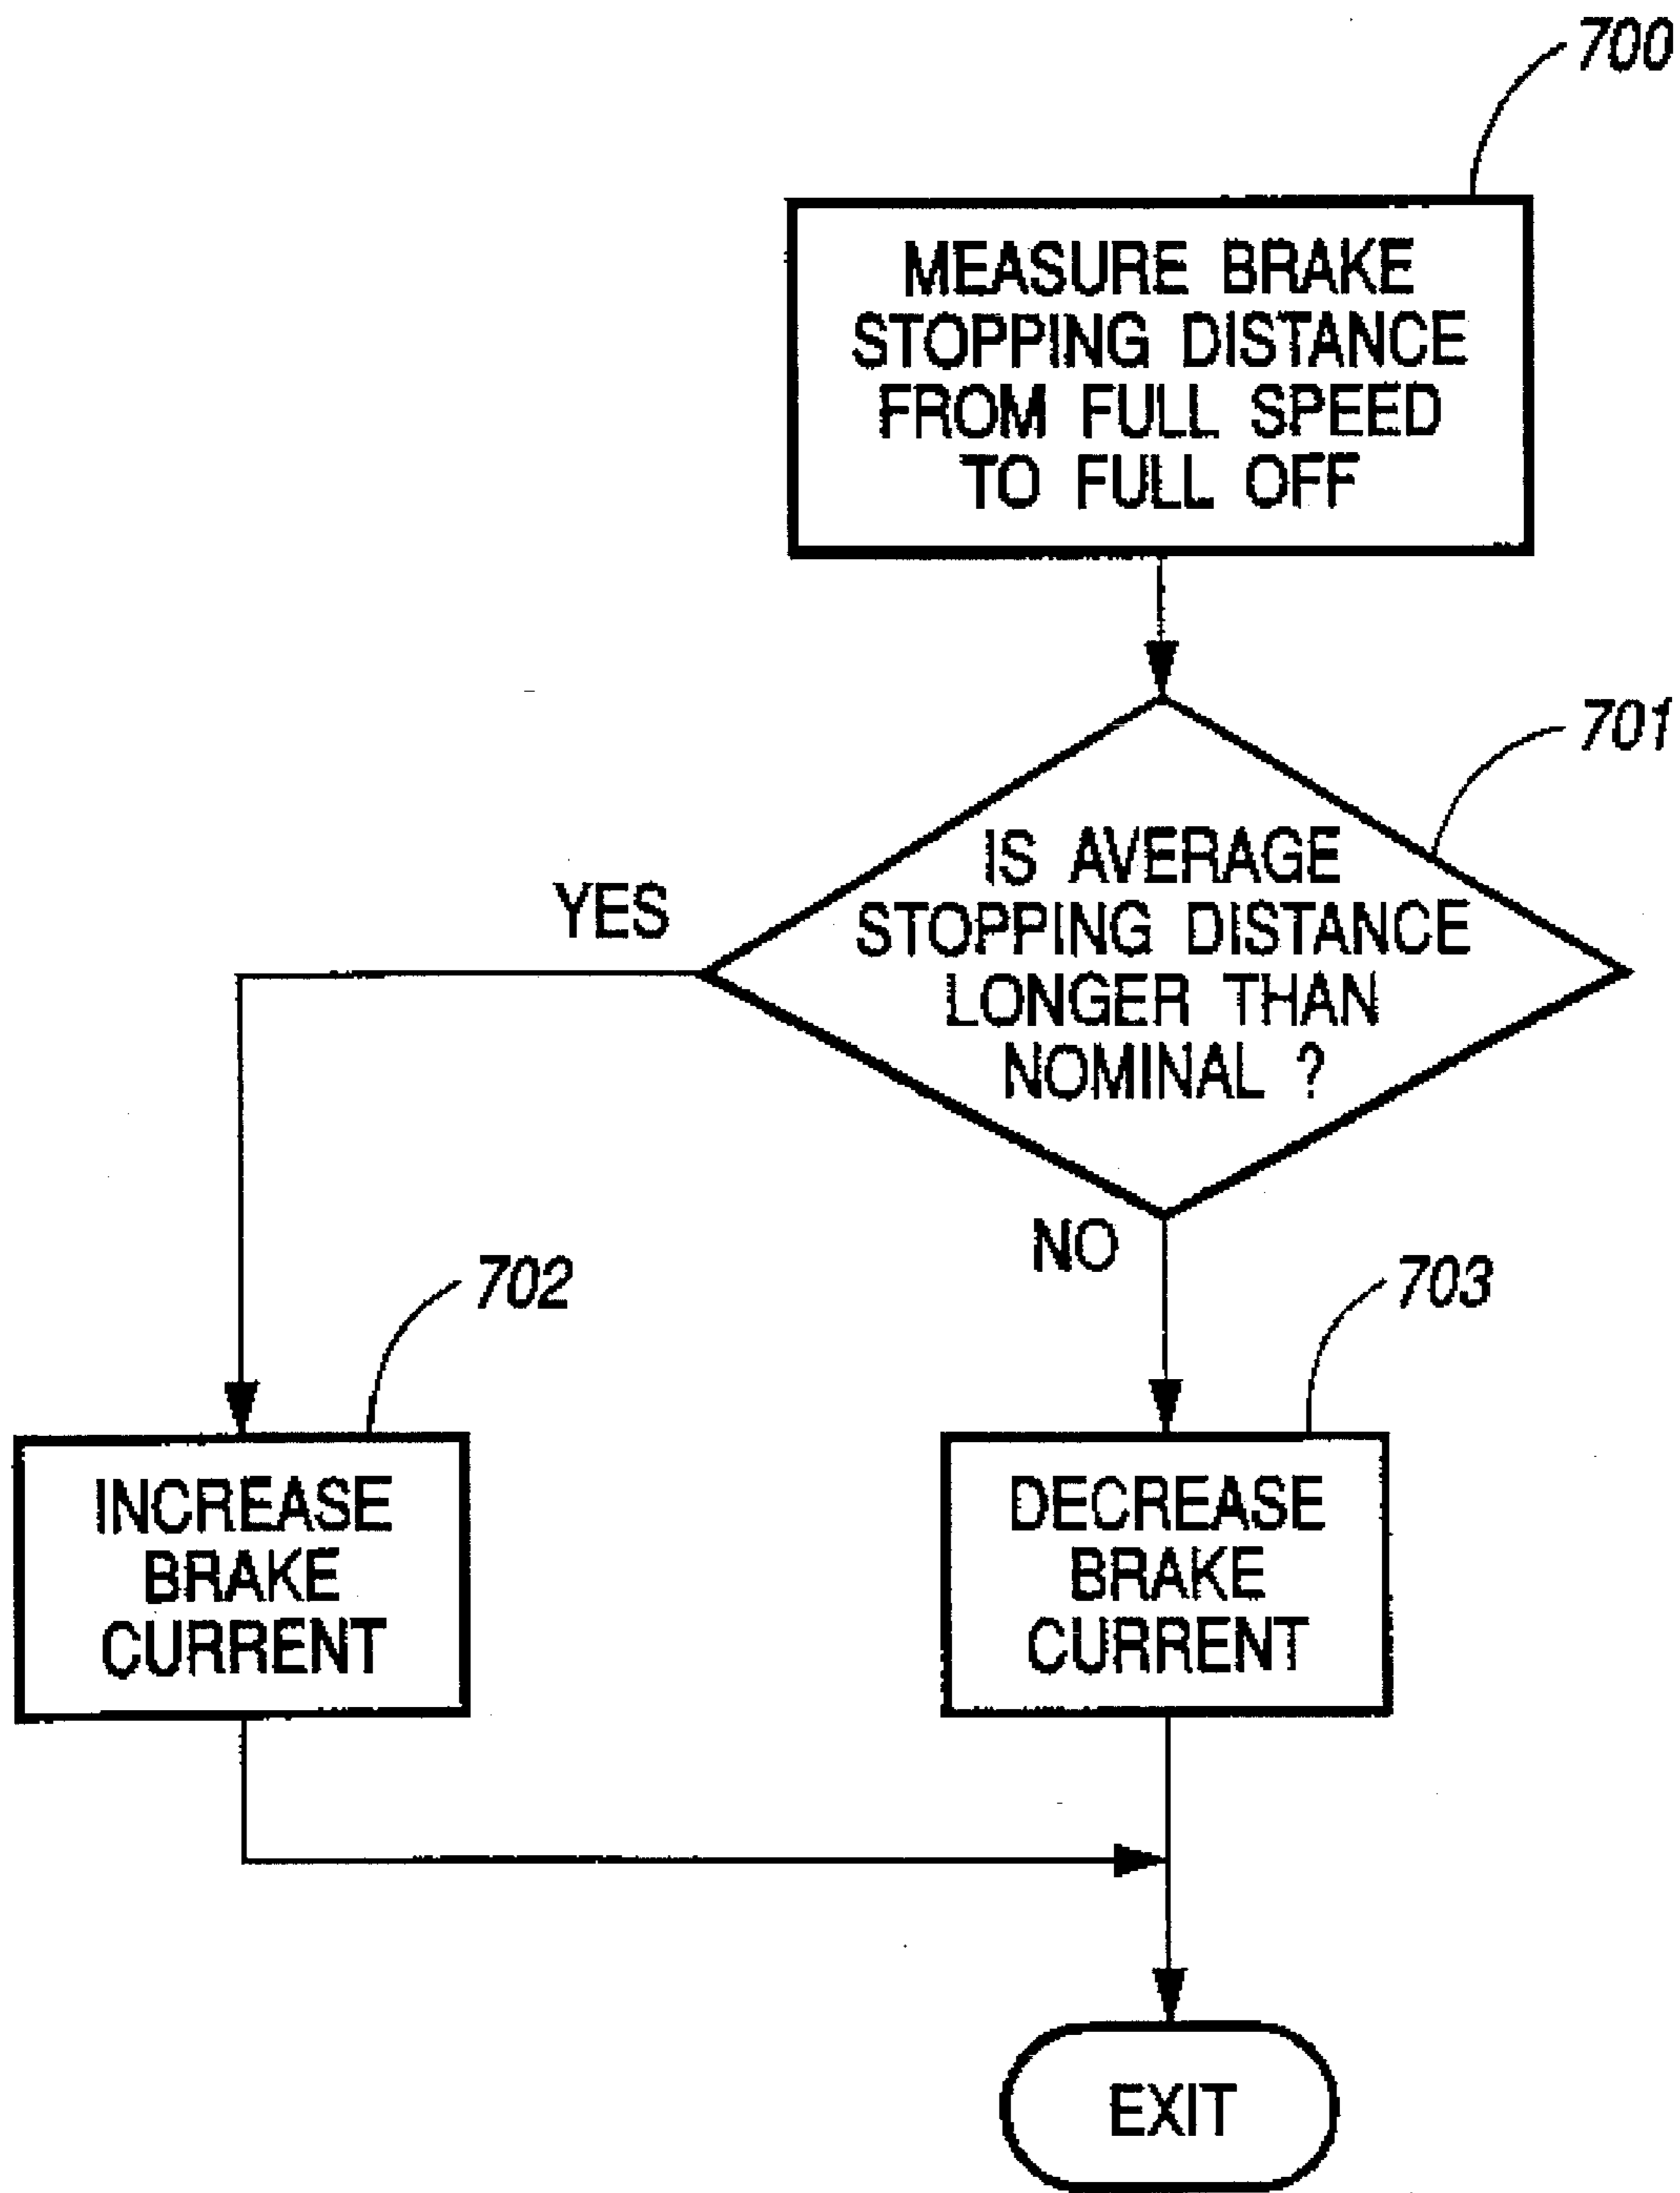 700
MEASURE BRAKE
STOPPING DISTANCE
FROM FULL SPEED
TO FULL OFF
701
IS AVERAGE
STOPPING DISTANCE
LONGER THAN
NOMINAL ?
YES
NO
702
INCREASE
BRAKE
CURRENT
703
DECREASE
BRAKE
CURRENT
EXIT